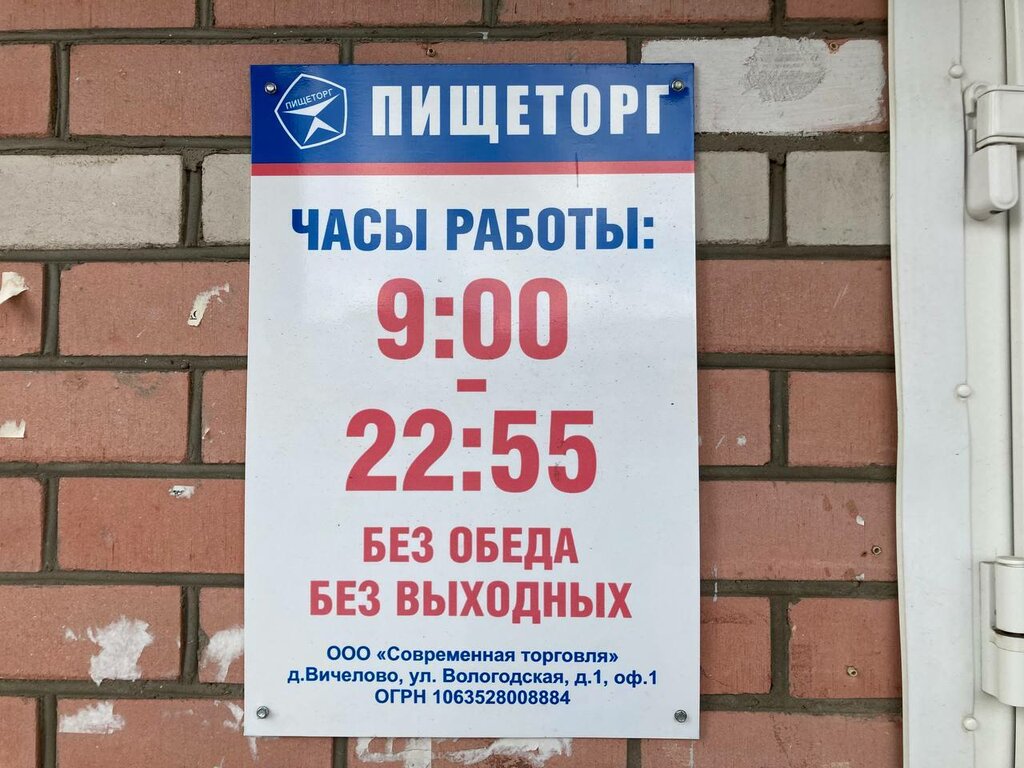 ПИЩЕТОРГ
ПИЩЕТОРГ
ЧАСЫ РАБОТЫ:
9:00
-
22:55
БЕЗ ОБЕДА
БЕЗ ВЫХОДНЫХ
ООО «Современная торговля»
д.Вичелово, ул. Вологодская, д.1, оф.1
ОГРН 1063528008884